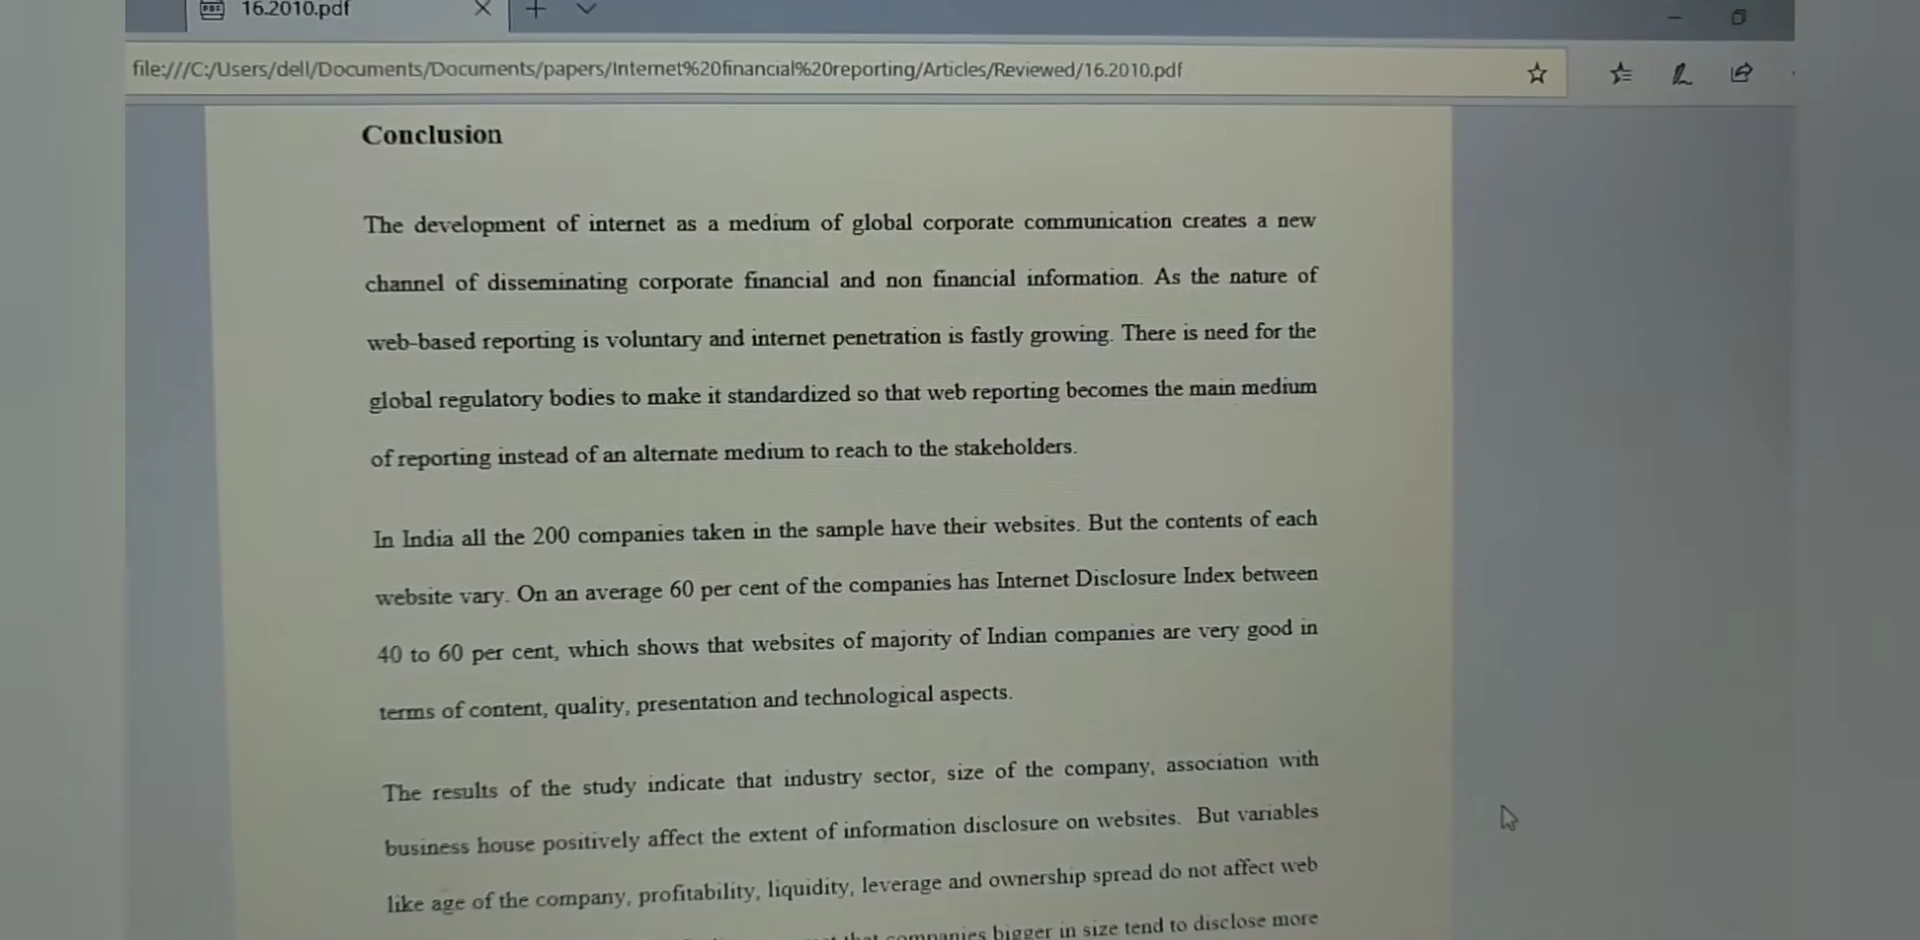 16.2010.pdf
file:///C:/Users/dell/Documents/Documents/papers/Internet%20financial%20reporting/Articles/Reviewed/16.2010.pdf
Conclusion
The development of internet as a medium of global corporate communication creates a new
channel of disseminating corporate financial and non financial information. As the nature of
web-based reporting is voluntary and internet penetration is fastly growing. There is need for the
global regulatory bodies to make it standardized so that web reporting becomes the main medium
of reporting instead of an alternate medium to reach to the stakeholders.
In India all the 200 companies taken in the sample have their websites. But the contents of each
website vary. On an average 60 per cent of the companies has Internet Disclosure Index between
40 to 60 per cent, which shows that websites of majority of Indian companies are very good in
terms of content, quality, presentation and technological aspects.
The results of the study indicate that industry sector, size of the company, association with
business house positively affect the extent of information disclosure on websites. But variables
like age of the company, profitability, liquidity, leverage and ownership spread do not affect web
that companies bigger in size tend to disclose more